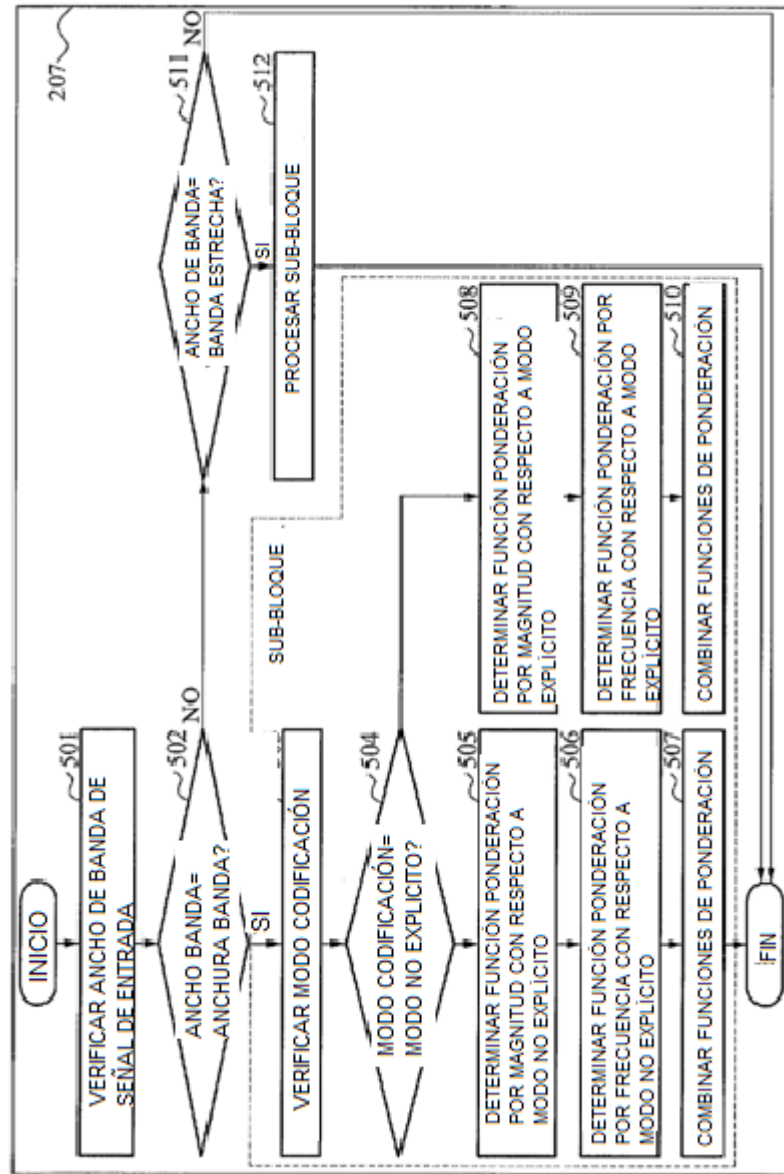 207
INICIO
501
VERIFICAR ANCHO DE BANDA DE
SEÑAL DE ENTRADA
502
ANCHO BANDA=
ANCHURA BANDA?
NO
SI
511
ANCHO DE BANDA=
BANDA ESTRECHA?
NO
SI
512
PROCESAR SUB-BLOQUE
SUB-BLOQUE
VERIFICAR MODO CODIFICACIÓN
504
MODO CODIFICACIÓN=
MODO NO EXPLICITO?
505
DETERMINAR FUNCIÓN PONDERACIÓN
POR MAGNITUD CON RESPECTO A
MODO NO EXPLÍCITO
506
DETERMINAR FUNCIÓN PONDERACIÓN
POR FRECUENCIA CON RESPECTO A
MODO NO EXPLÍCITO
507
COMBINAR FUNCIONES DE PONDERACIÓN
508
DETERMINAR FUNCIÓN PONDERACIÓN
POR MAGNITUD CON RESPECTO A MODO
EXPLÍCITO
509
DETERMINAR FUNCIÓN PONDERACIÓN POR
FRECUENCIA CON RESPECTO A MODO
EXPLÍCITO
510
COMBINAR FUNCIONES DE PONDERACIÓN
FIN